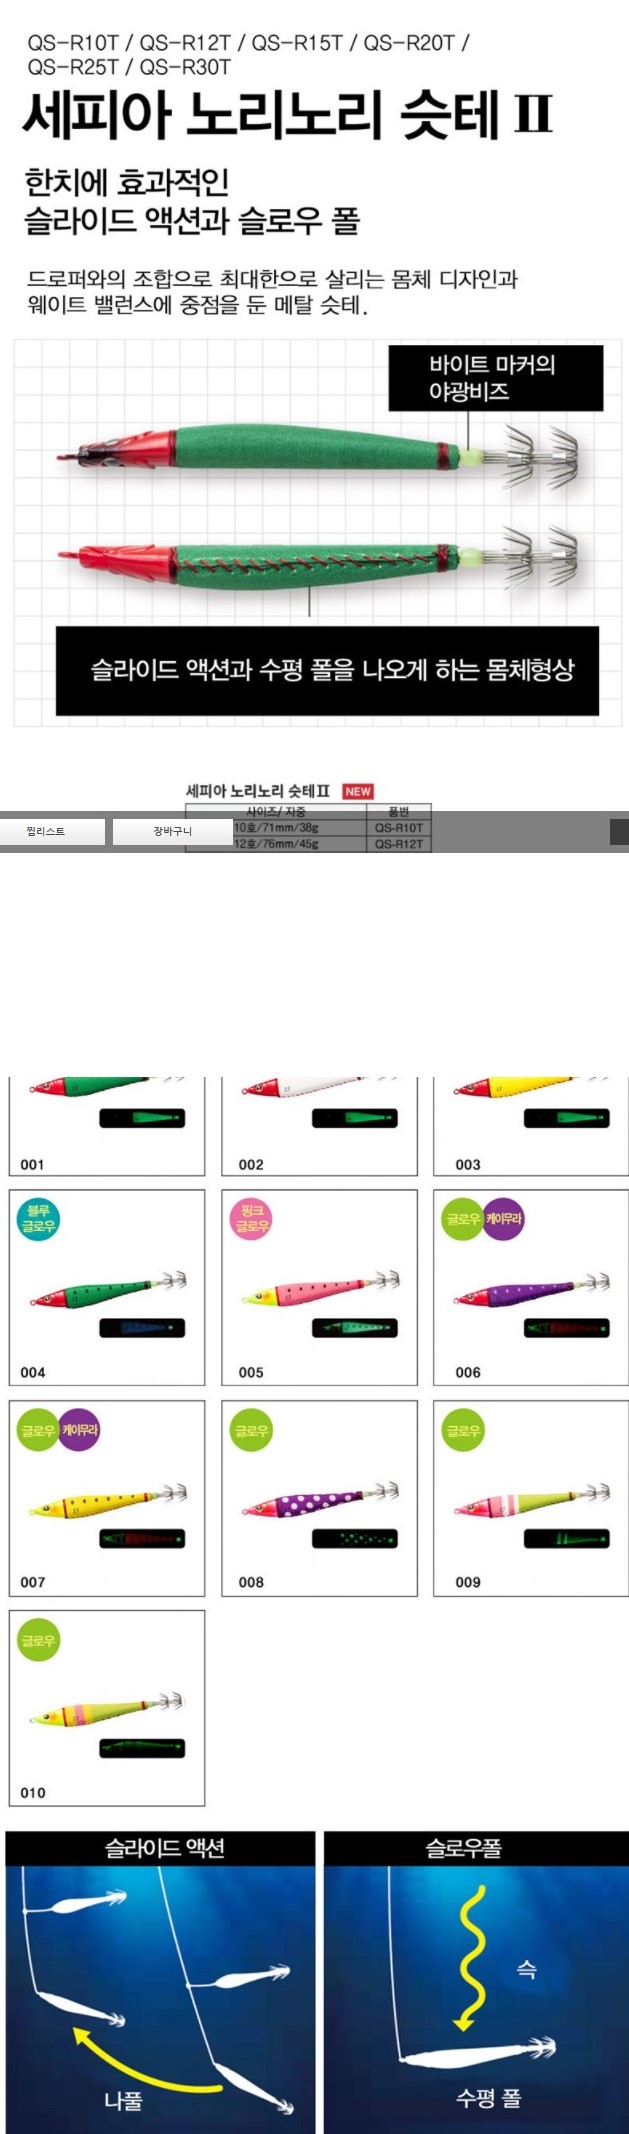 QS-R10T / QS-R12T / QS-R15T / QS-R20T /
QS-R25T / QS-R30T
세피아 노리노리 슷테 II
한치에 효과적인
슬라이드 액션과 슬로우 폴
드로퍼와의 조합으로 최대한으로 살리는 몸체 디자인과
웨이트 밸런스에 중점을 둔 메탈 슷테.
바이트 마커의
야광비즈
슬라이드 액션과 수평 폴을 나오게 하는 몸체형상
세피아 노리노리 슷테II NEW
사이즈/ 자중 품번
찜리스트 장바구니
10호/71mm/38g QS-R10T
12호/76mm/45g QS-R12T
001 002 003
블루
글로우
핑크
글로우
글로우 케이무라
004 005 006
글로우 케이무라
글로우
글로우
007 008 009
글로우
010
슬라이드 액션
슬로우폴
슥
나풀
수평 폴